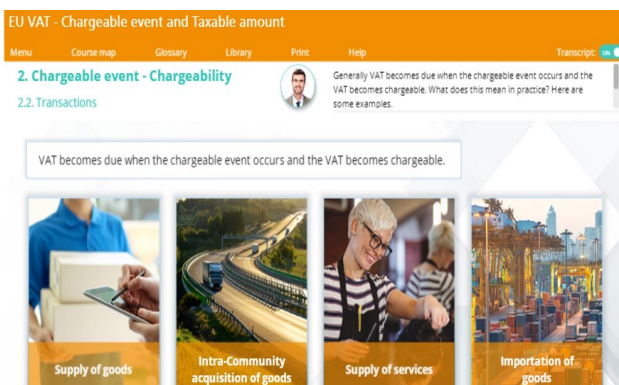 EU VAT - Chargeable event and Taxable amount
Menu Course map Glossary Library Print Help Transcript: ON
2. Chargeable event - Chargeability
2.2. Transactions
Generally VAT becomes due when the chargeable event occurs and the
VAT becomes chargeable. What does this mean in practice? Here are
some examples.
VAT becomes due when the chargeable event occurs and the VAT becomes chargeable.
Supply of goods
Intra-Community
acquisition of goods
Supply of services
Importation of
goods